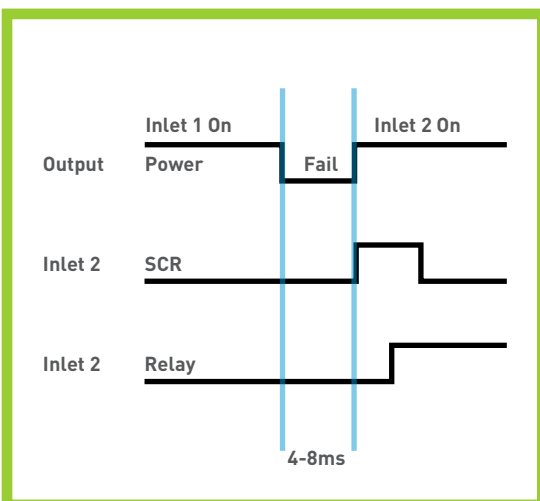 Inlet 1 On Inlet 2 On
Output Power Fail
Inlet 2 SCR
Inlet 2 Relay
4-8ms